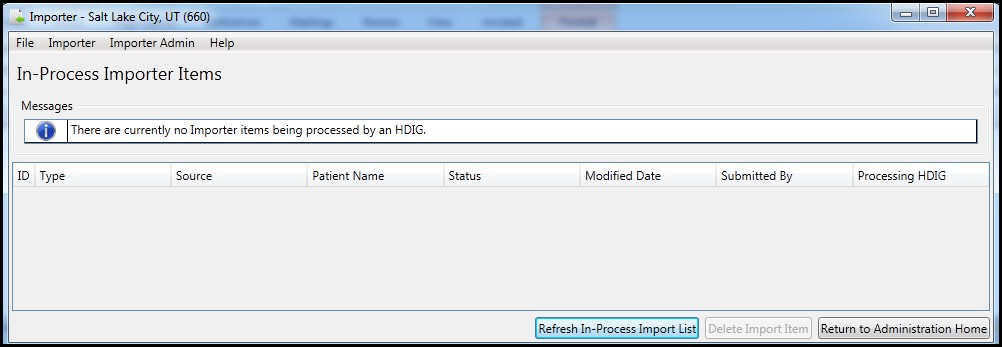 Importer - Salt Lake City, UT (660)
File Importer Importer Admin Help
In-Process Importer Items
Messages
There are currently no Importer items being processed by an HDIG.
ID Type Source Patient Name Status Modified Date Submitted By Processing HDIG
Refresh In-Process Import List Delete Import Item Return to Administration Home